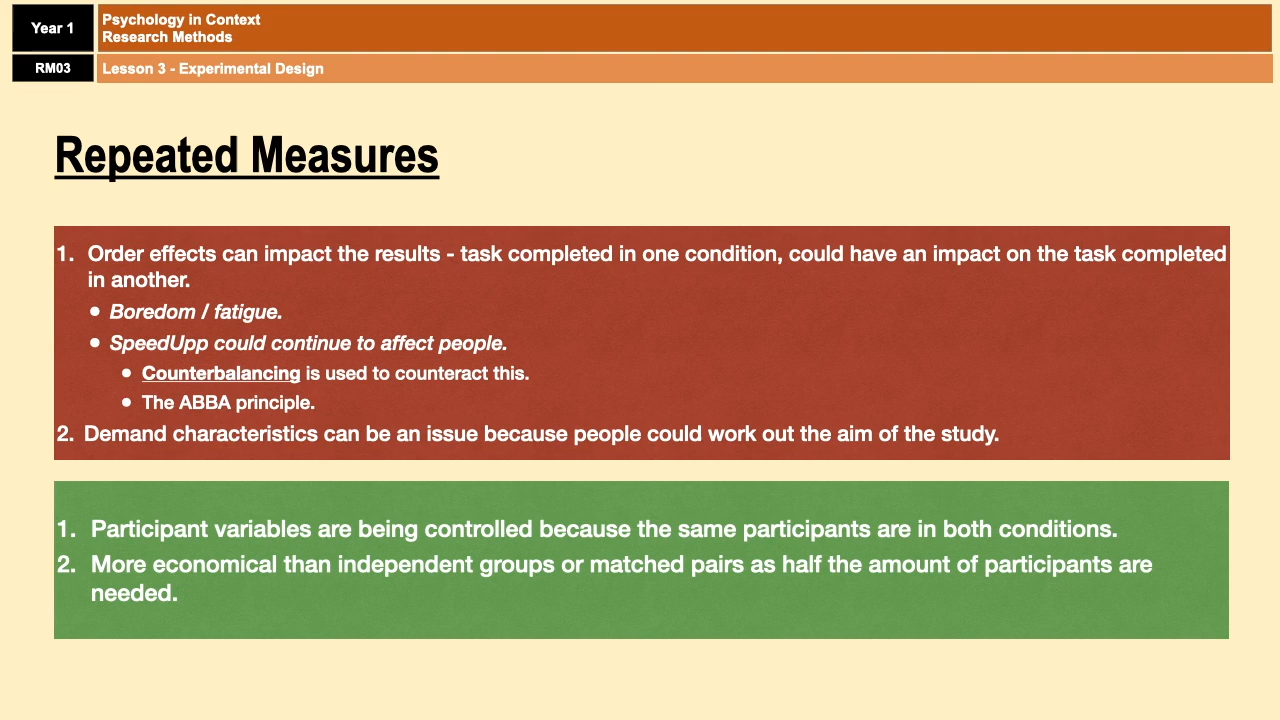 Year 1
Psychology in Context
Research Methods
RM03
Lesson 3 - Experimental Design
Repeated Measures
1. Order effects can impact the results - task completed in one condition, could have an impact on the task completed
in another.
• Boredom / fatigue.
• SpeedUpp could continue to affect people.
• Counterbalancing is used to counteract this.
• The ABBA principle.
2. Demand characteristics can be an issue because people could work out the aim of the study.
1. Participant variables are being controlled because the same participants are in both conditions.
2. More economical than independent groups or matched pairs as half the amount of participants are
needed.